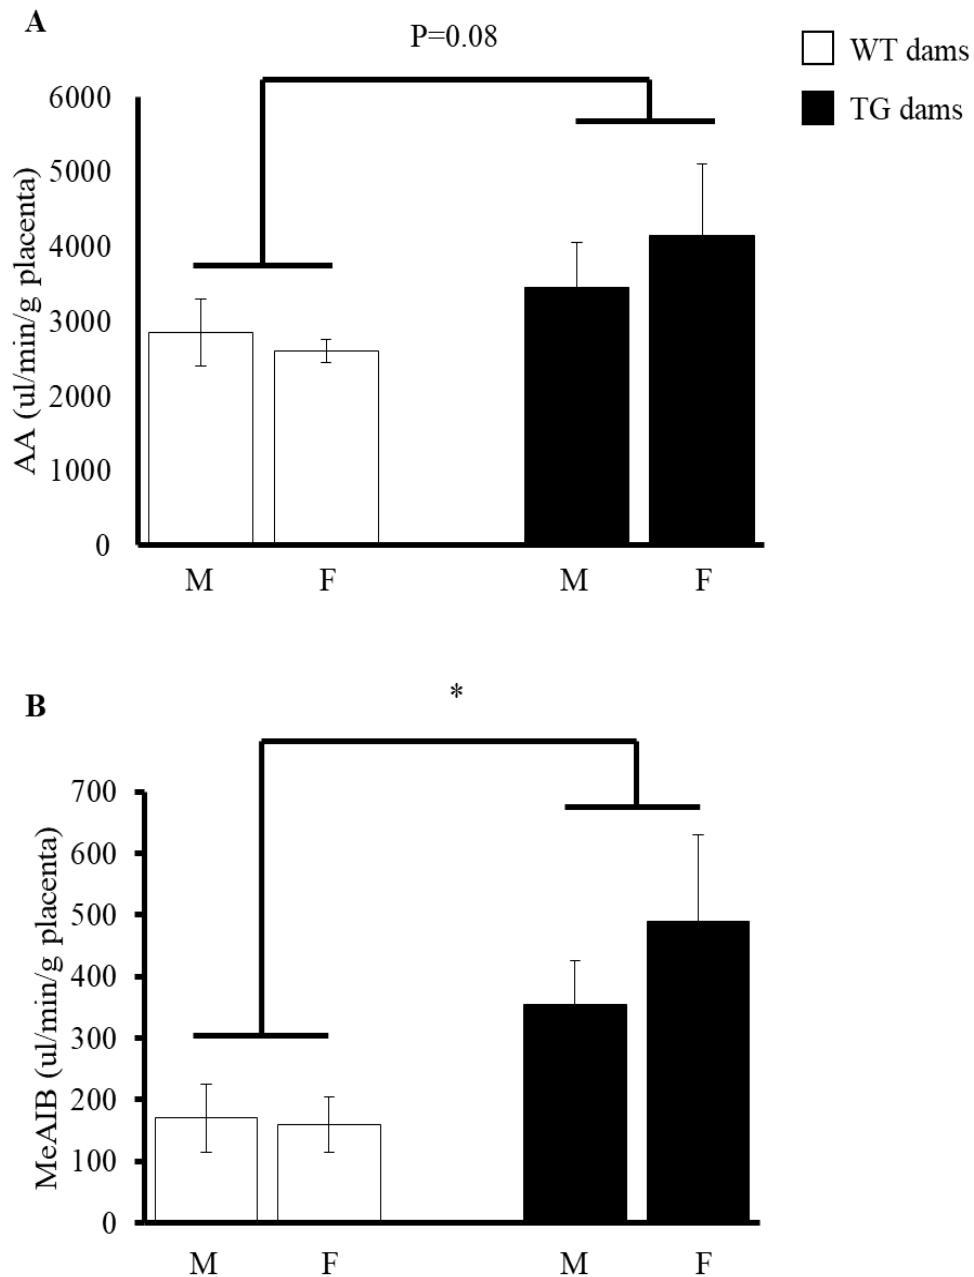 A
P=0.08
WT dams
TG dams
AA (ul/min/g placenta)
6000
5000
4000
3000
2000
1000
0
M F M F
B
*
MeAIB (ul/min/g placenta)
700
600
500
400
300
200
100
0
M F M F